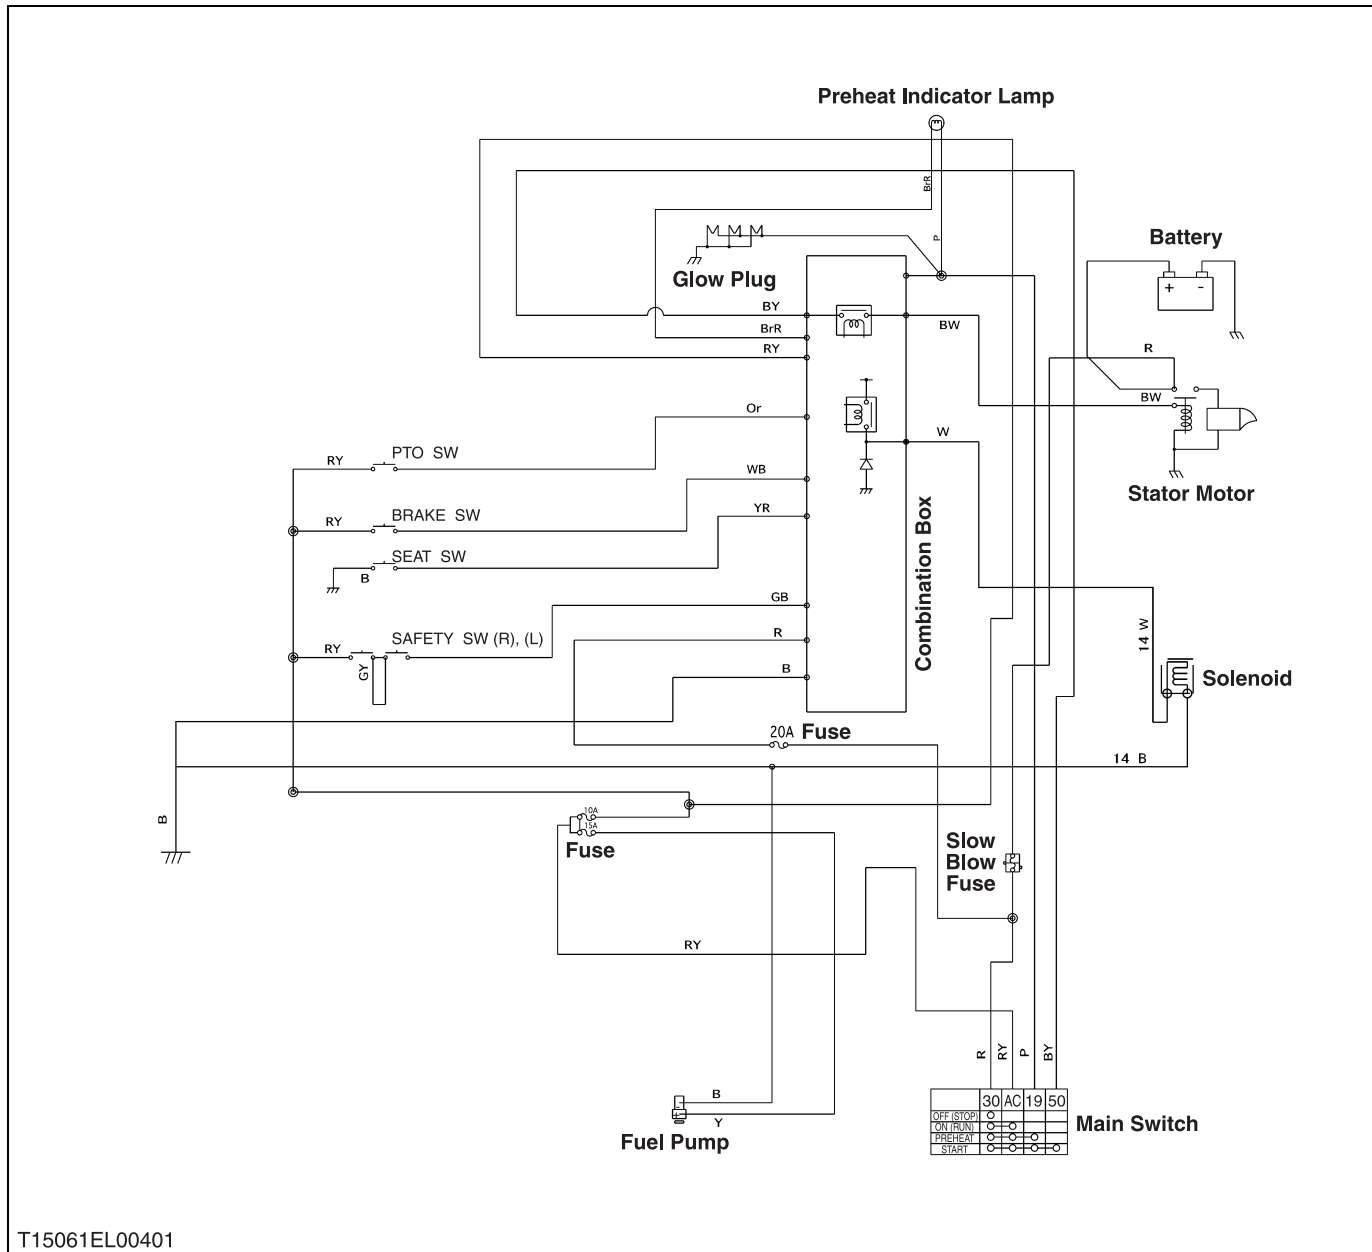 Preheat Indicator Lamp
BrR
P
Battery
+ -
Glow Plug
BY
BrR
RY
BW
R
BW
Or
W
PTO SW
RY
WB
BRAKE SW
RY
YR
SEAT SW
B
Stator Motor
Combination Box
GB
R
SAFETY SW (R), (L)
RY
GY
B
14 W
Solenoid
20A Fuse
14 B
B
10A
15A
Fuse
Slow
Blow
Fuse
RY
R
RY
P
BY
B
Y
Fuel Pump
-
+
30 AC 19 50
OFF (STOP)
ON (RUN)
PREHEAT
START
Main Switch
T15061EL00401